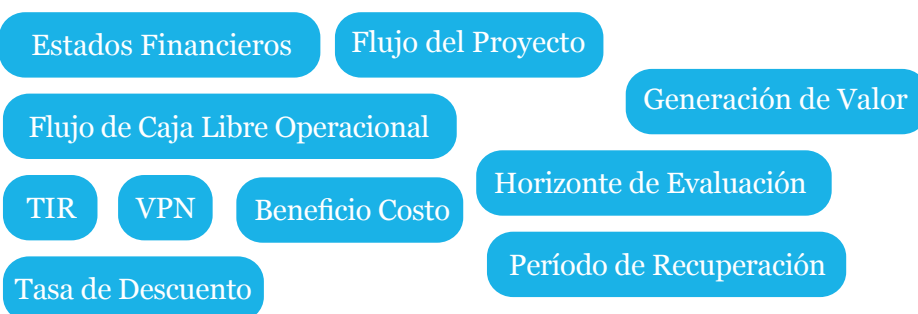 Estados Financieros
Flujo del Proyecto
Generación de Valor
Flujo de Caja Libre Operacional
Horizonte de Evaluación
TIR
VPN
Beneficio Costo
Período de Recuperación
Tasa de Descuento